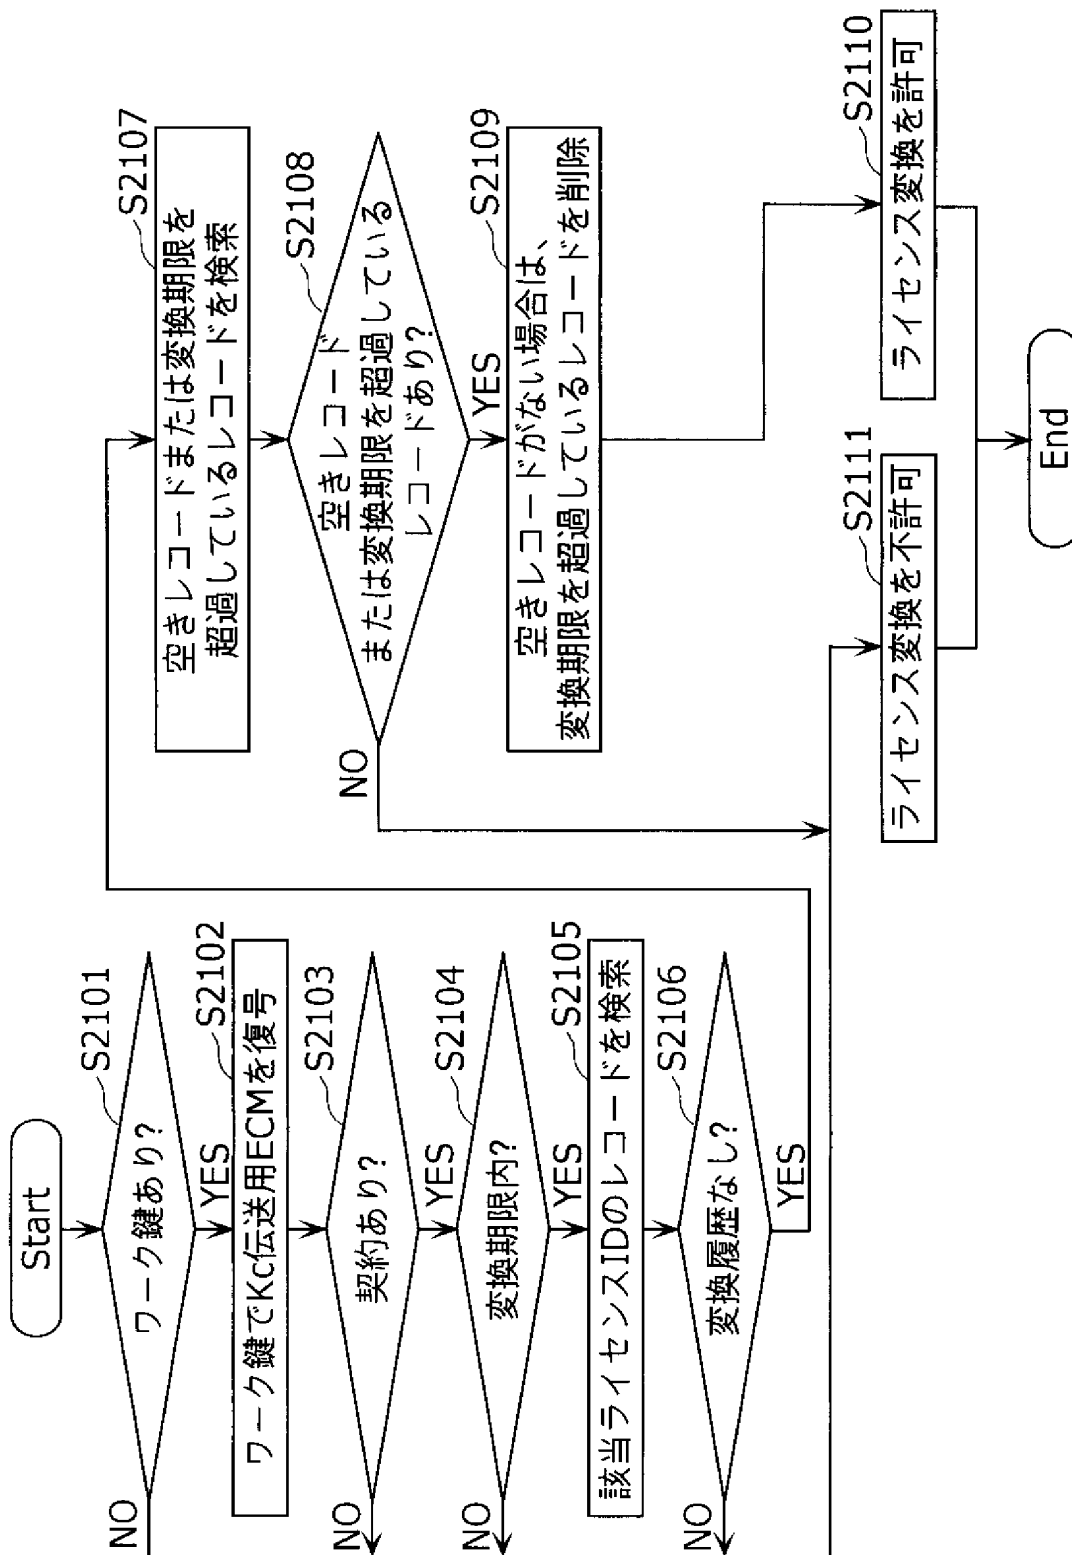 Start
S2101
ワーク鍵あり?
NO
YES
S2102
ワーク鍵でKc伝送用ECMを復号
S2103
契約あり?
NO
YES
S2104
変換期限内?
NO
YES
S2105
該当ライセンスIDのレコードを検索
S2106
変換履歴なし?
NO
YES
S2107
空きレコードまたは変換期限を
超過しているレコードを検索
S2108
空きレコード
または変換期限を超過している
レコードあり?
NO
YES
S2109
空きレコードがない場合は、
変換期限を超過しているレコードを削除
S2110
ライセンス変換を許可
S2111
ライセンス変換を不許可
End